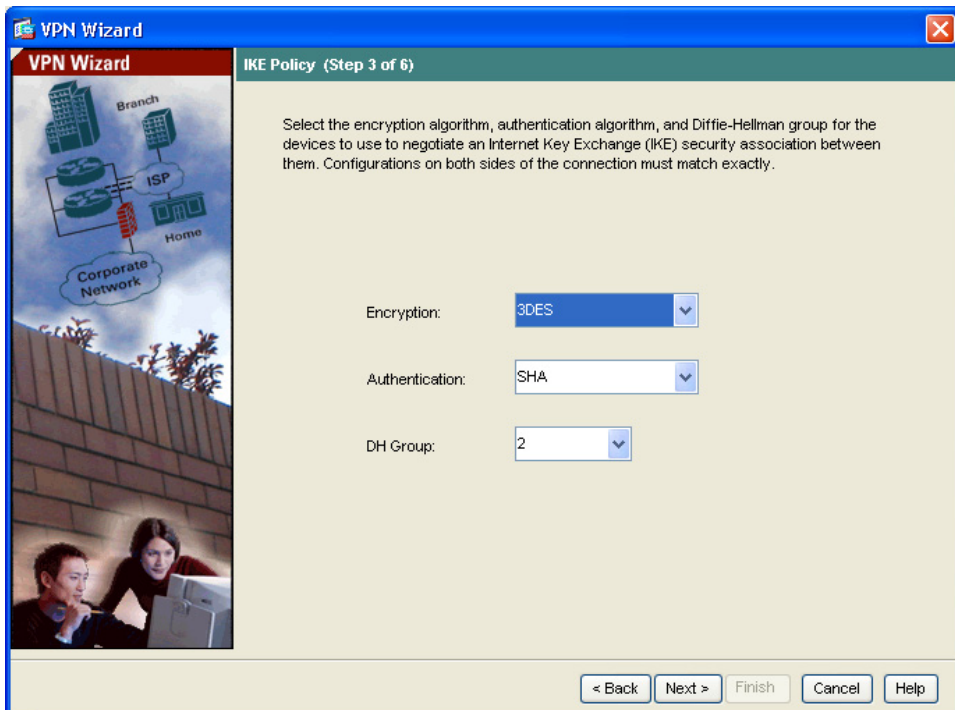 VPN Wizard
VPN Wizard
IKE Policy (Step 3 of 6)
Branch
ISP
Home
Corporate
Network
Select the encryption algorithm, authentication algorithm, and Diffie-Hellman group for the
devices to use to negotiate an Internet Key Exchange (IKE) security association between
them. Configurations on both sides of the connection must match exactly.
Encryption: 3DES
Authentication: SHA
DH Group: 2
< Back Next > Finish Cancel Help